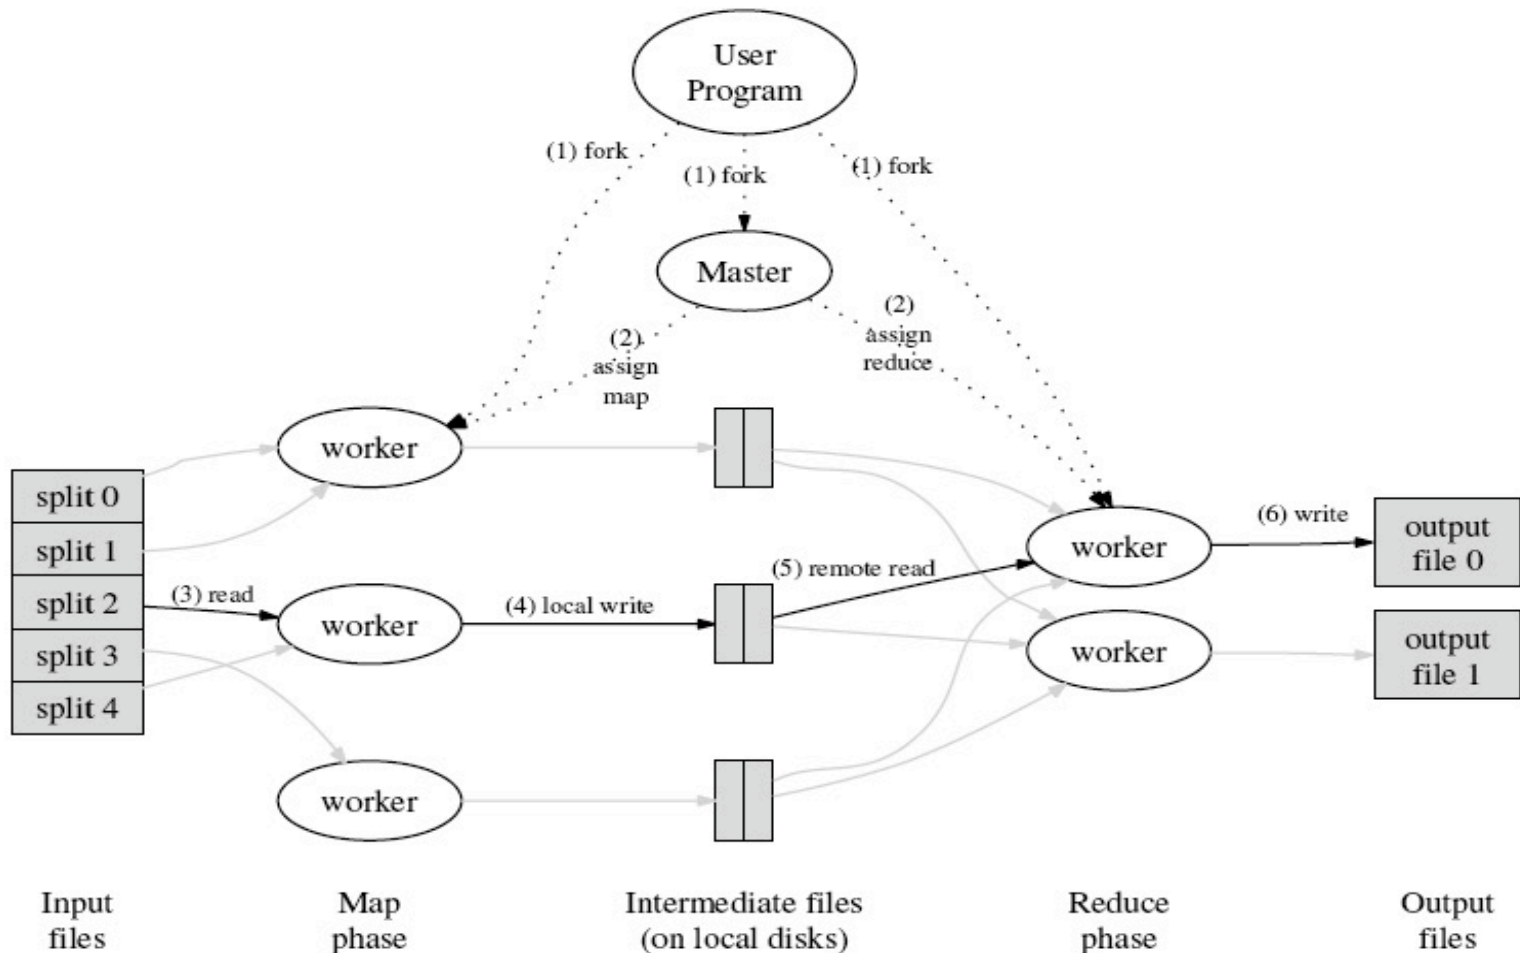 User
Program
(1) fork
(1) fork
(1) fork
Master
(2)
assign
map
(2)
assign
reduce
worker
worker
worker
split 0
split 1
split 2
split 3
split 4
(3) read
(4) local write
(5) remote read
worker
worker
(6) write
output
file 0
output
file 1
Input
files
Map
phase
Intermediate files
(on local disks)
Reduce
phase
Output
files